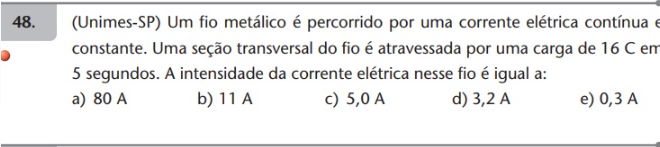 48. (Unimes-SP) Um fio metálico é percorrido por uma corrente elétrica contínua e
constante. Uma seção transversal do fio é atravessada por uma carga de 16 C em
5 segundos. A intensidade da corrente elétrica nesse fio é igual a:
a) 80 A b) 11 A c) 5,0 A d) 3,2 A e) 0,3 A